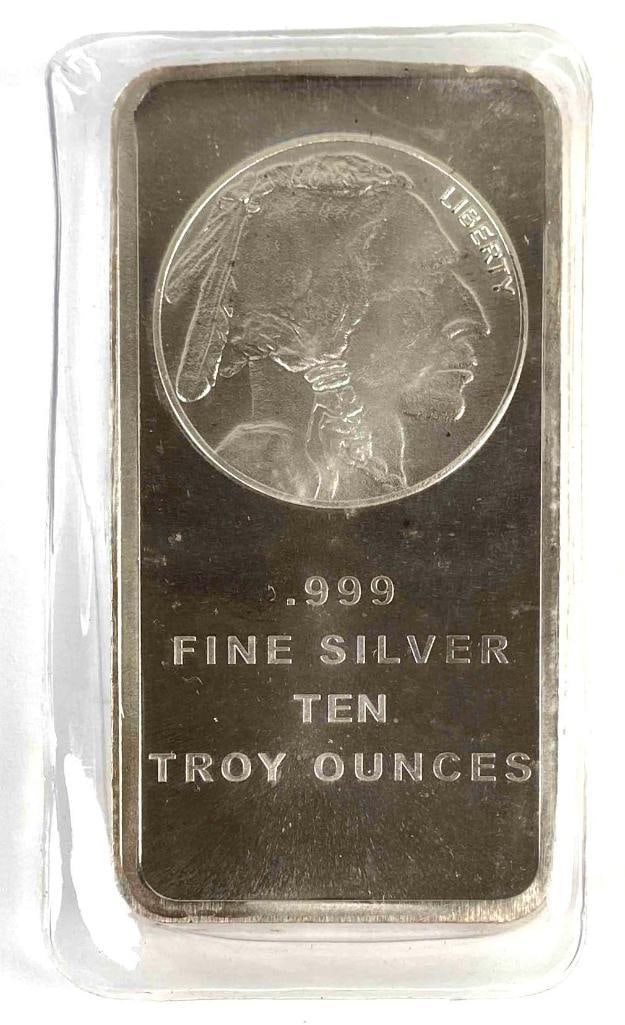 LIBERTY
.999
FINE SILVER
TEN
TROY OUNCES